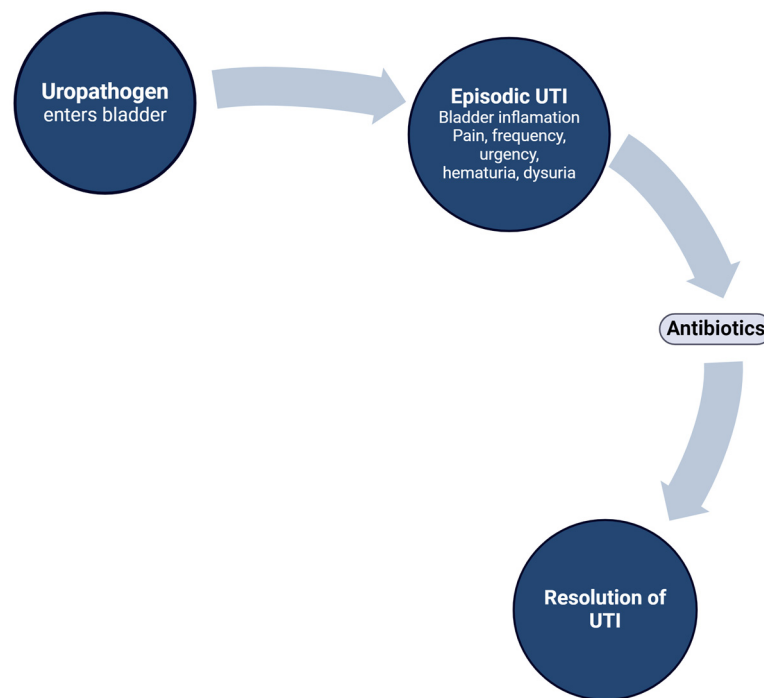 Uropathogen
enters bladder
Episodic UTI
Bladder inflamation
Pain, frequency,
urgency,
hematuria, dysuria
Antibiotics
Resolution of
UTI